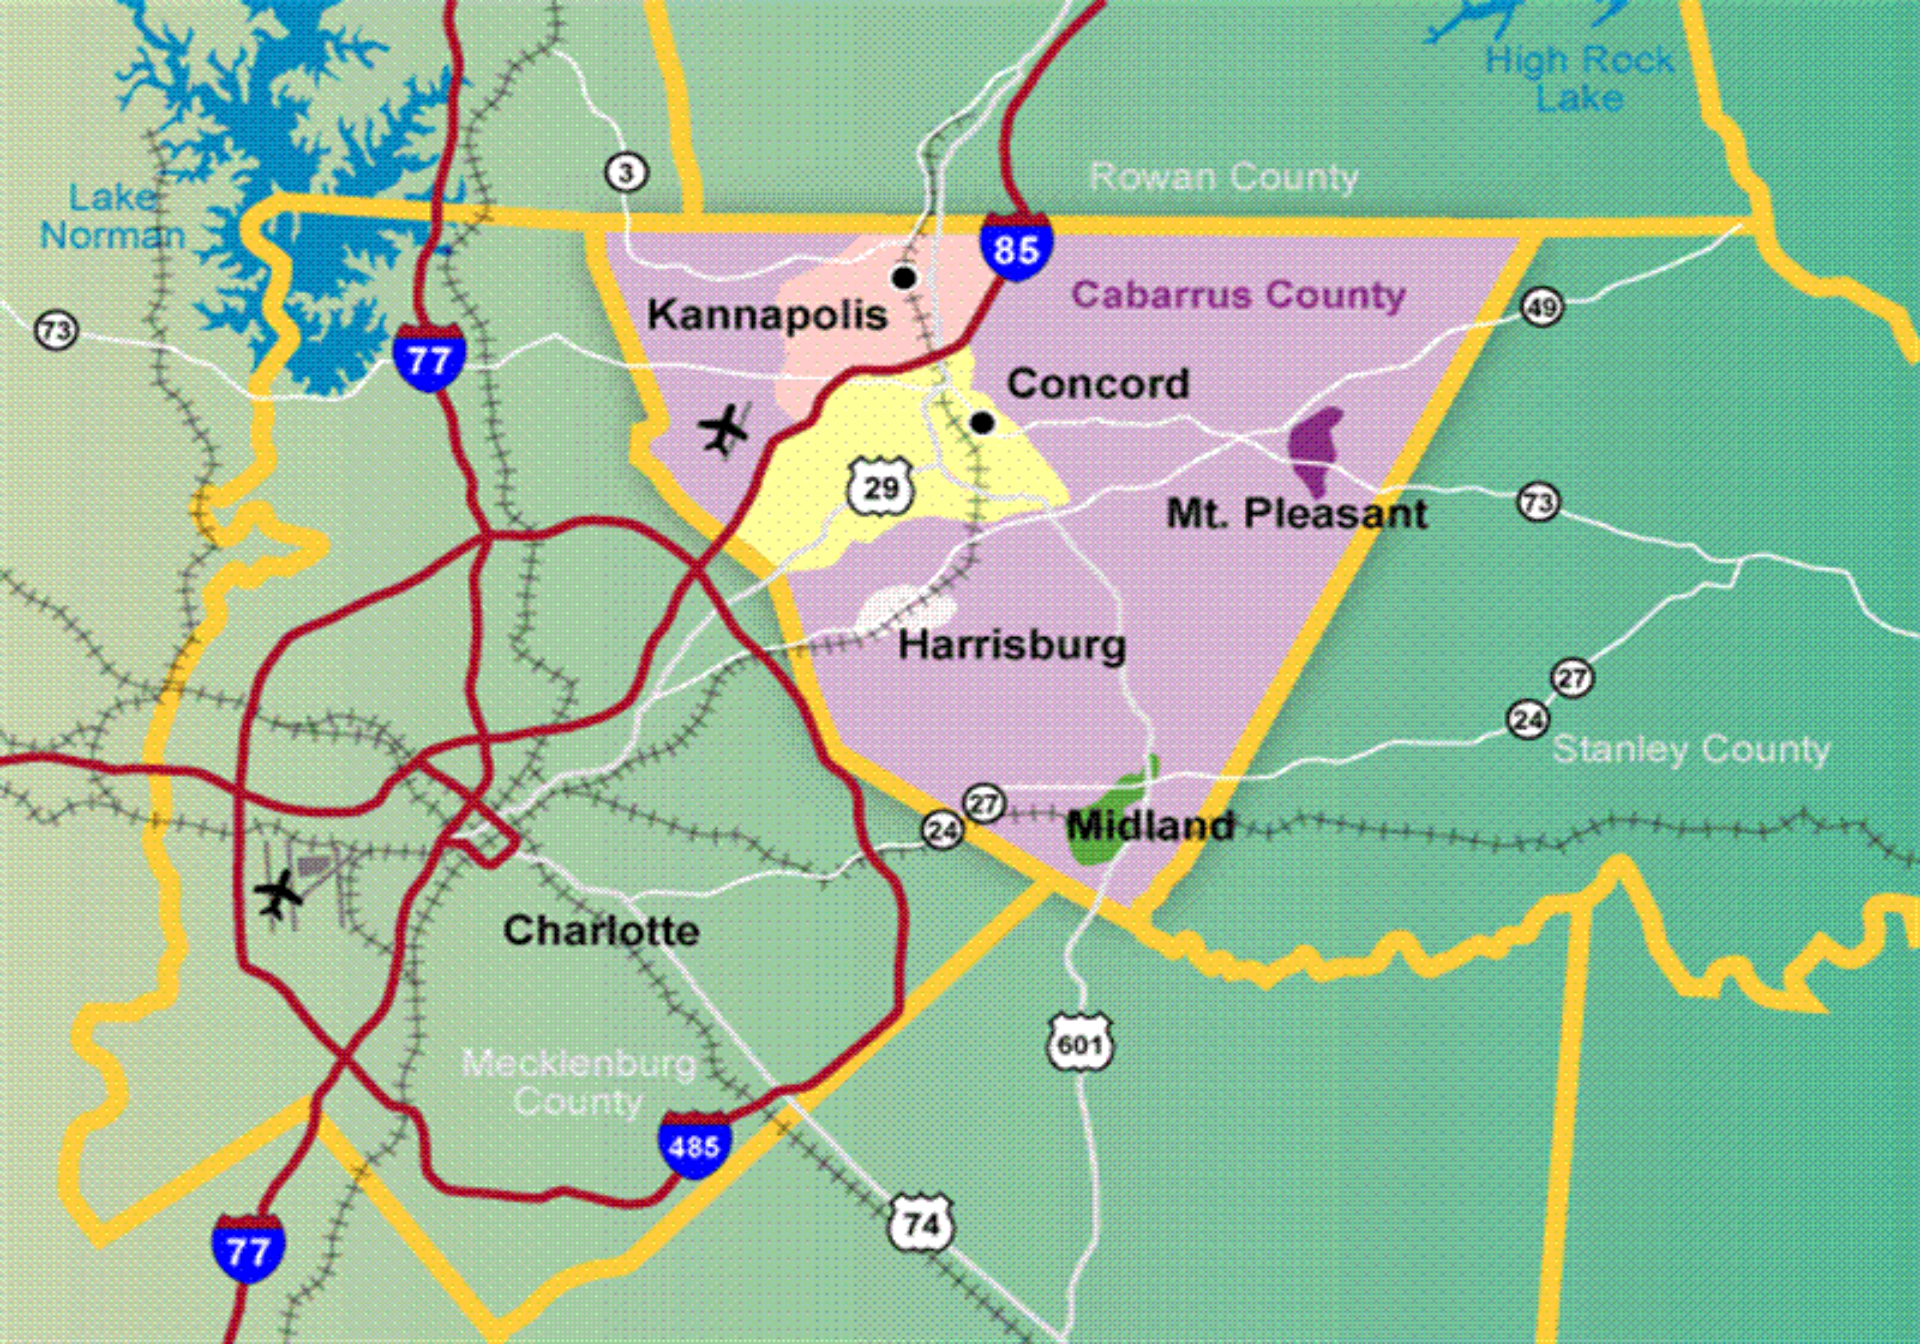 High Rock
Lake
3
Rowan County
Lake
Norman
85
Cabarrus County
49
Kannapolis
73
77
Concord
29
Mt. Pleasant
73
Harrisburg
27
24
Stanley County
27
24
Midland
Charlotte
601
Mecklenburg
County
485
74
77